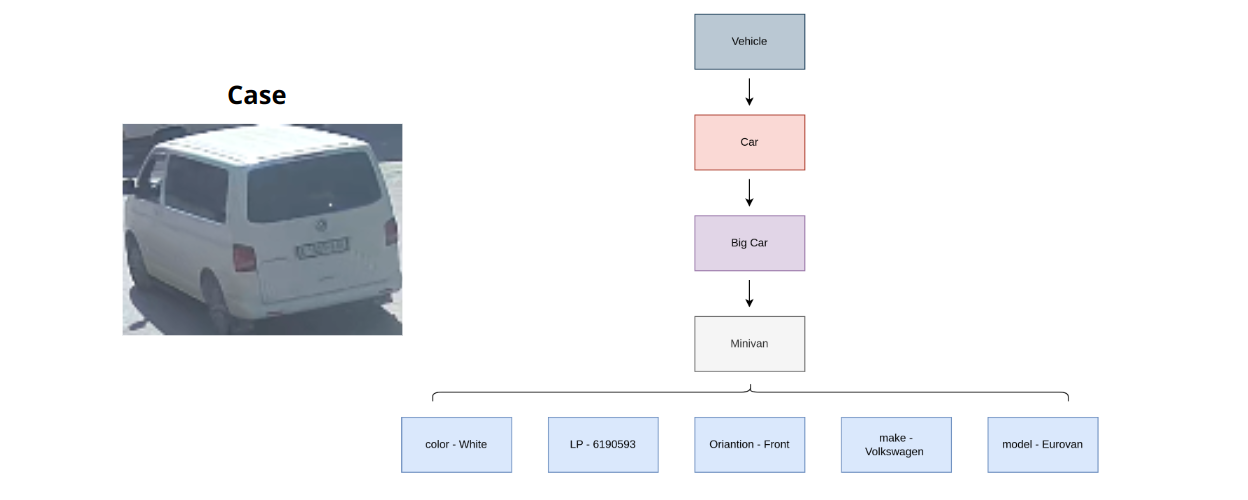 Case
Vehicle
Car
Big Car
Minivan
color - White
LP - 6190593
Oriantion - Front
make -
Volkswagen
model - Eurovan